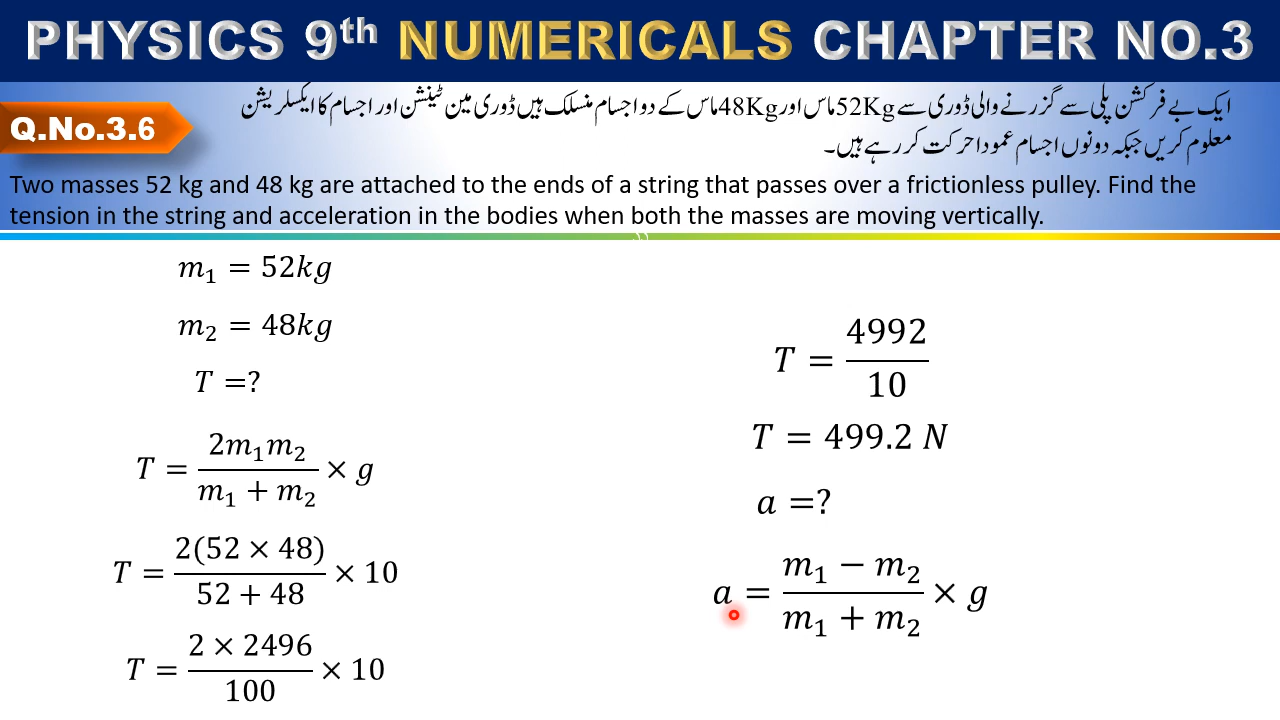 PHYSICS 9th NUMERICALS CHAPTER NO.3
Q.No.3.6
ایک بے فرکشن پلی سے گزرنے والی ڈوری سے 52Kg ماس اور 48Kg ماس کے دو اجسام منسلک ہیں ڈوری مین ٹینشن اور اجسام کا ایکسلریشن
معلوم کریں جبکہ دونوں اجسام عمودا حرکت کر رہے ہیں۔
Two masses 52 kg and 48 kg are attached to the ends of a string that passes over a frictionless pulley. Find the
tension in the string and acceleration in the bodies when both the masses are moving vertically.
m₁ = 52kg
m₂ = 48kg
T =?
T = 2m₁m₂ / m₁ + m₂ × g
T = 2(52 × 48) / 52 + 48 × 10
T = 2 × 2496 / 100 × 10
T = 4992 / 10
T = 499.2 N
a =?
a = m₁ − m₂ / m₁ + m₂ × g